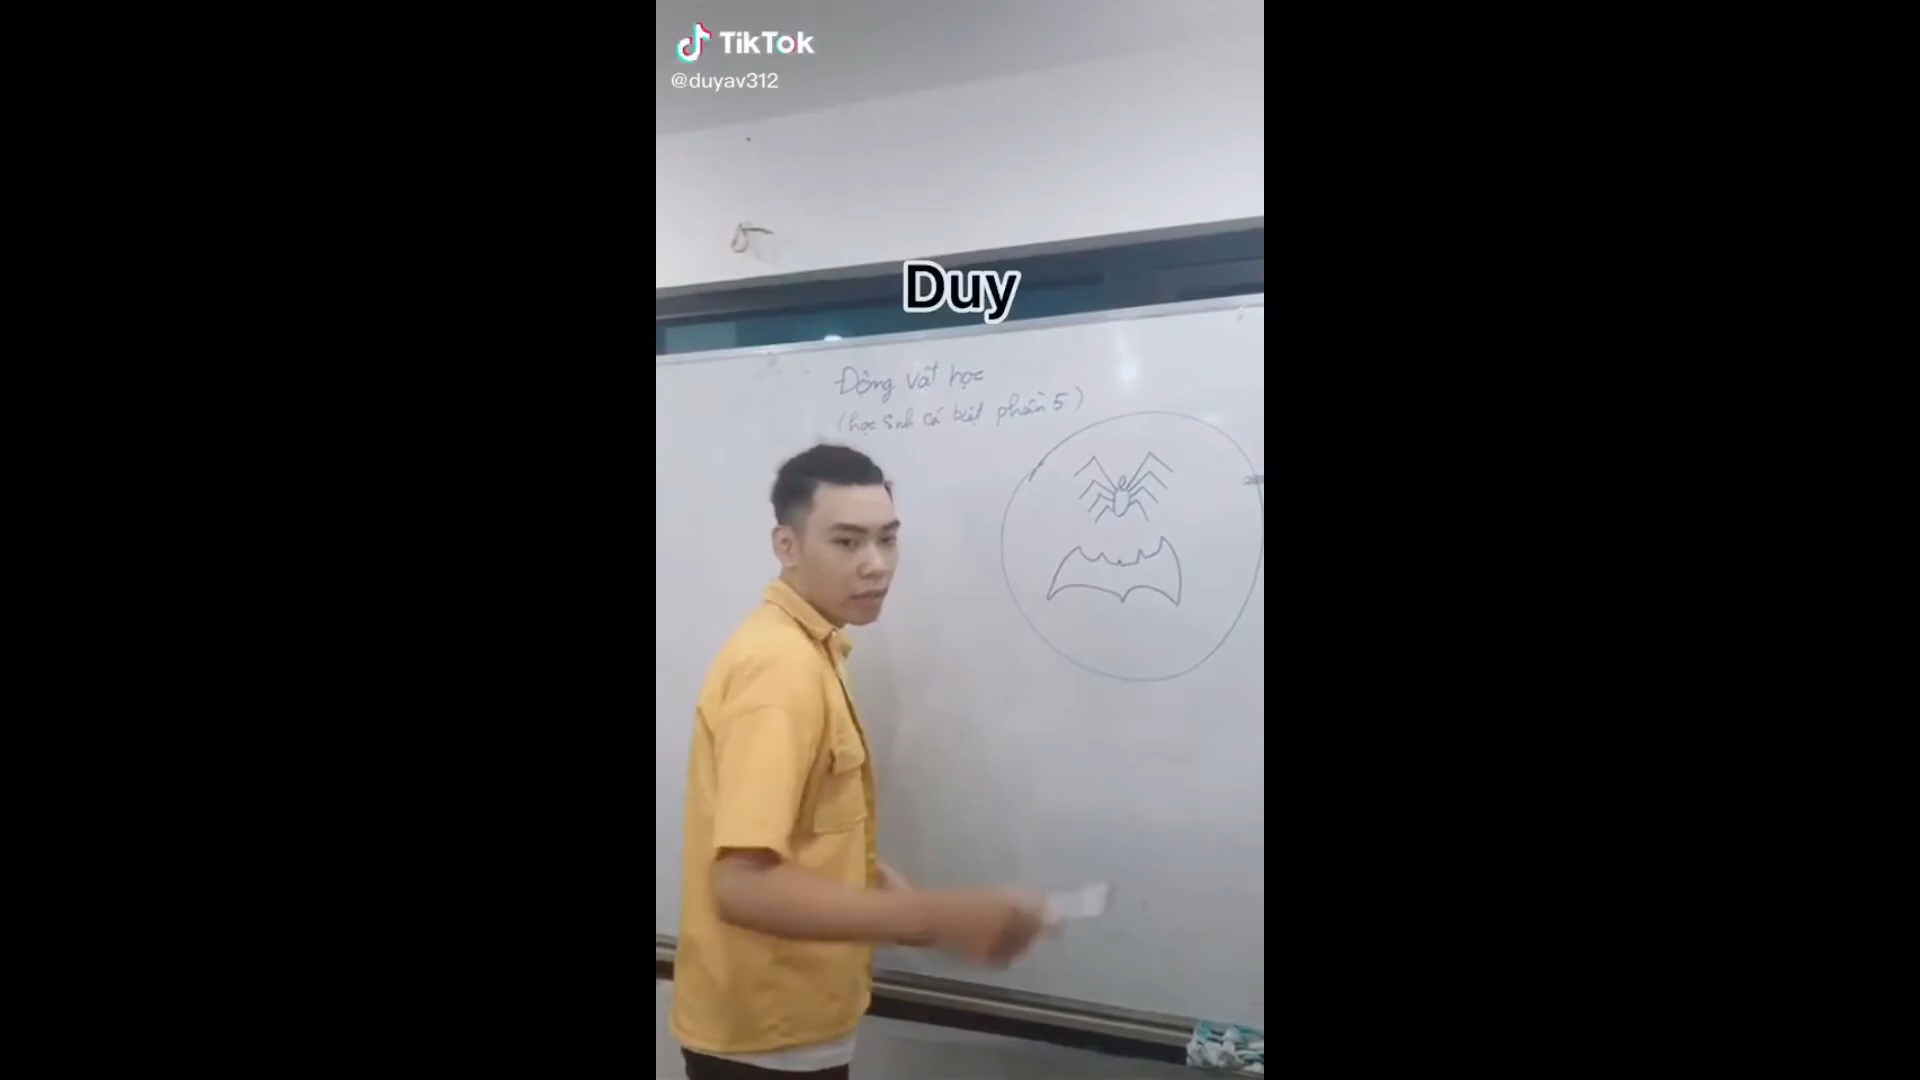 TikTok
@duyav312
Duy
Động vật học
(học sinh cá biệt phần 5)